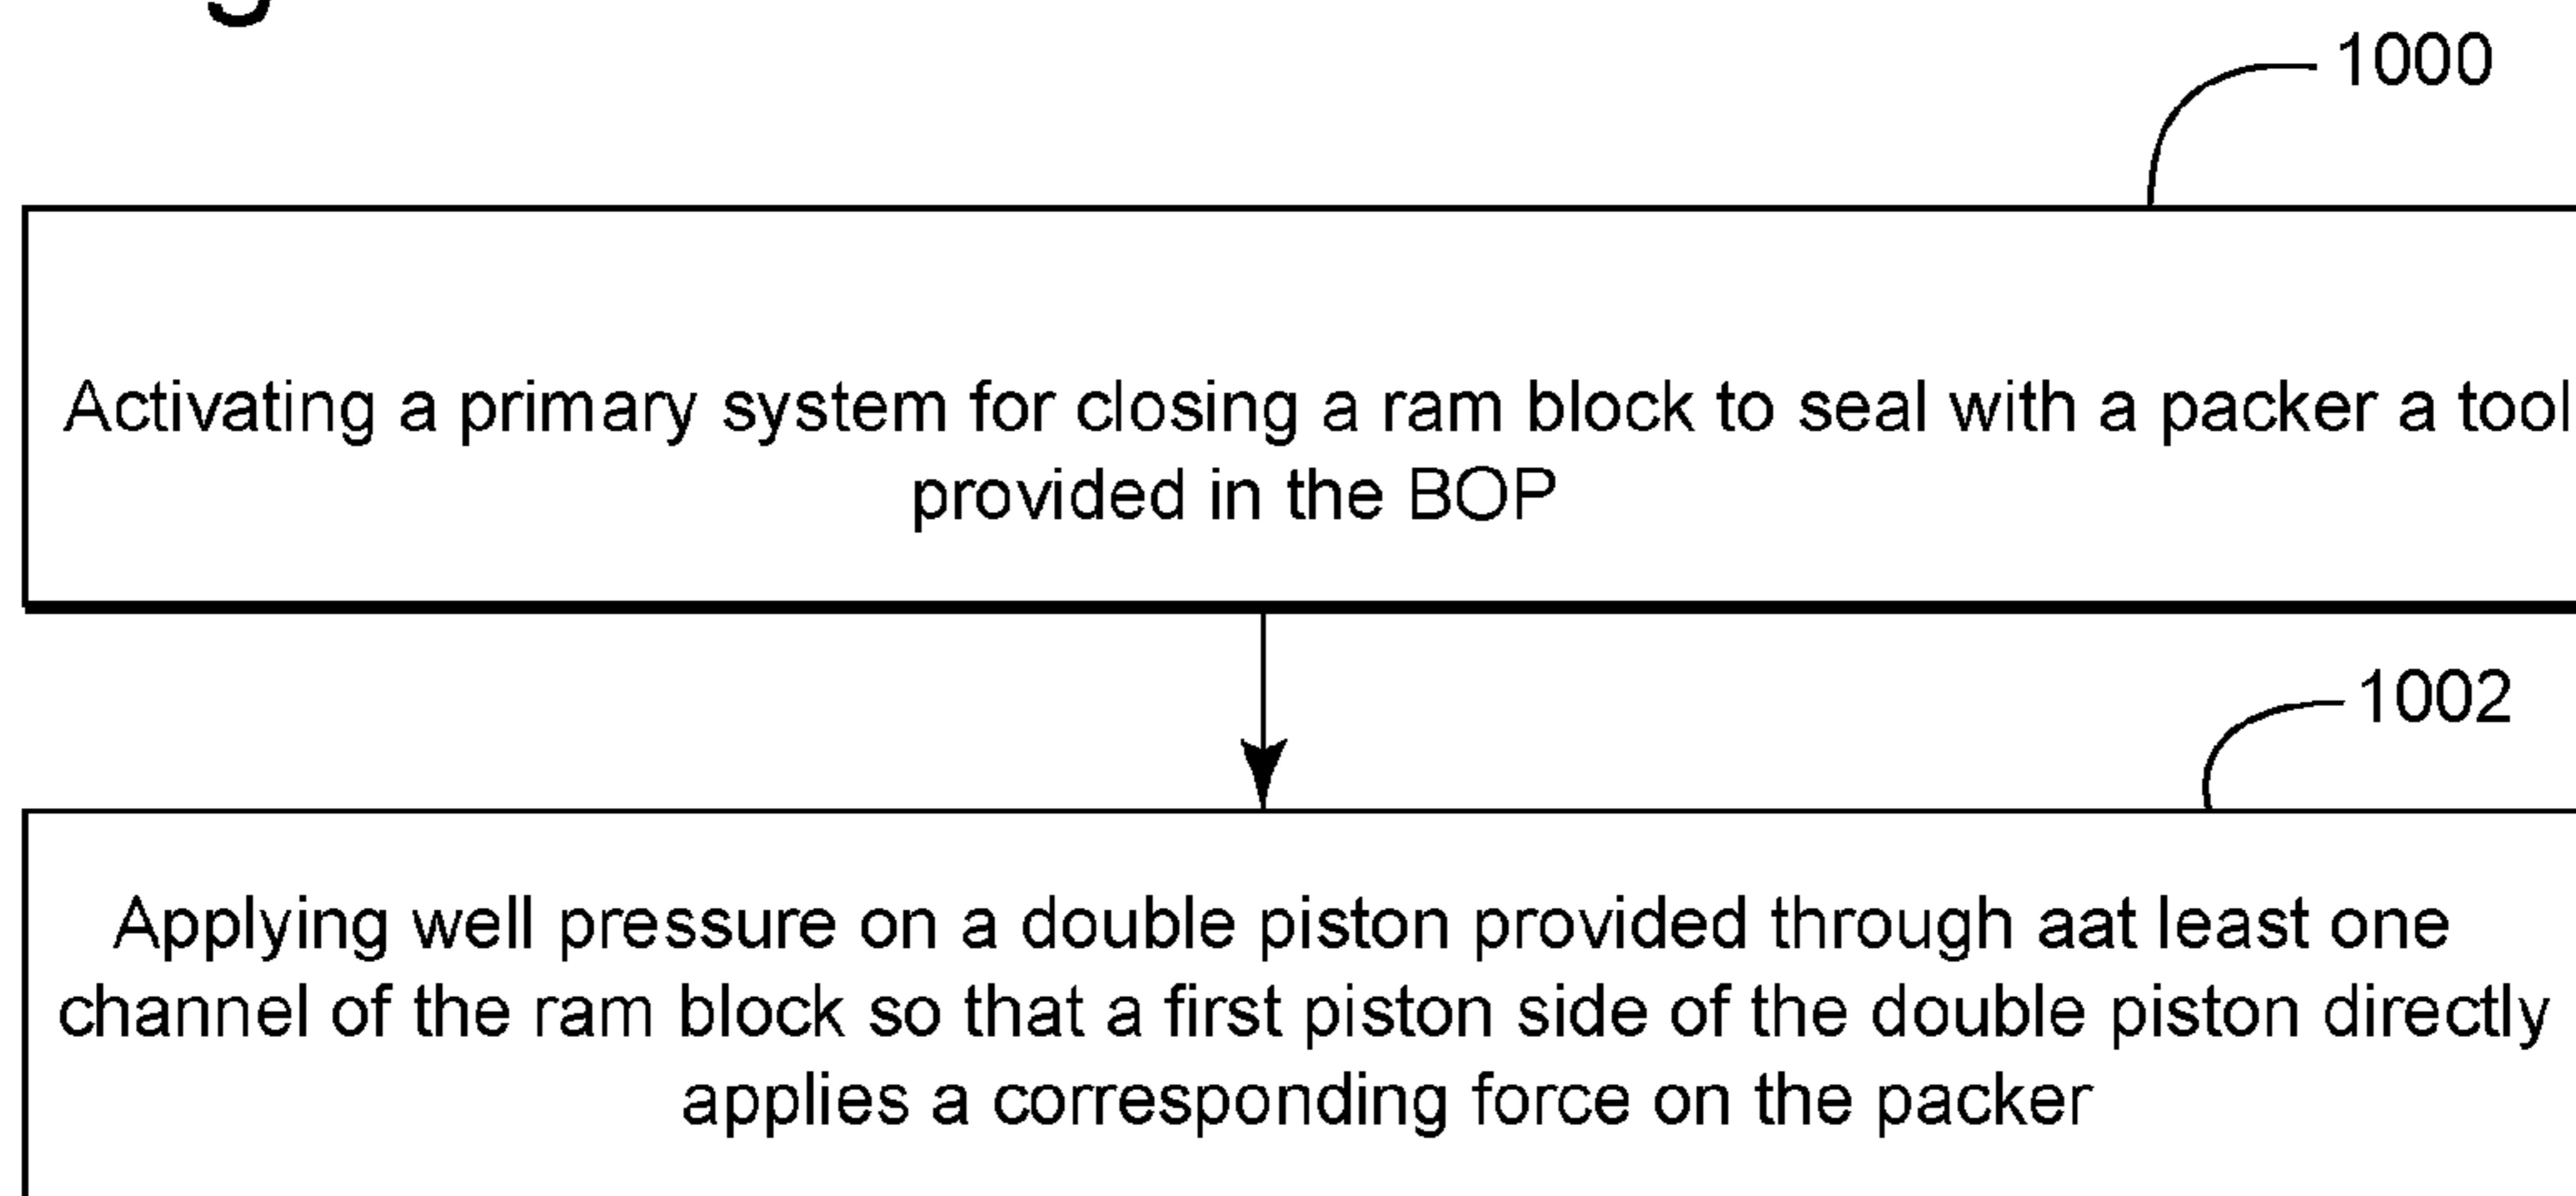 1000
Activating a primary system for closing a ram block to seal with a packer a tool
provided in the BOP
1002
Applying well pressure on a double piston provided through aat least one
channel of the ram block so that a first piston side of the double piston directly
applies a corresponding force on the packer